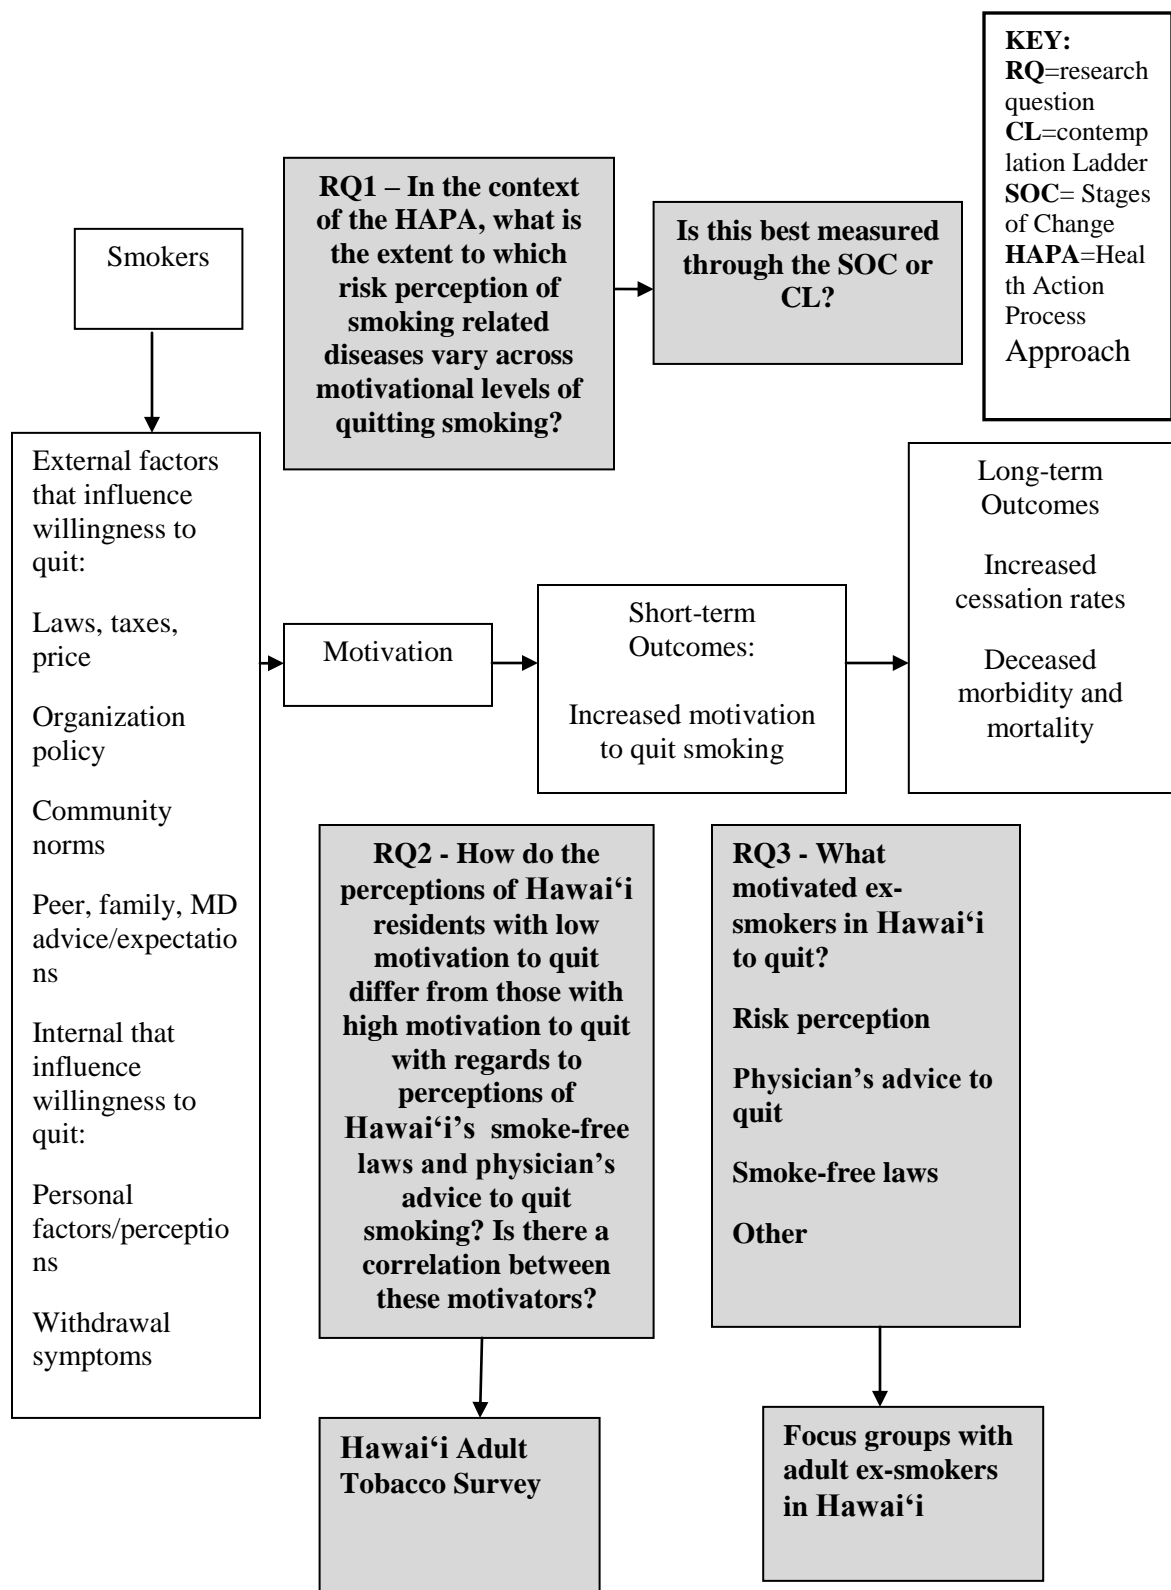 KEY:
RQ=research
question
CL=contemp
lation Ladder
SOC= Stages
of Change
HAPA=Heal
th Action
Process
Approach
RQ1 – In the context
of the HAPA, what is
the extent to which
risk perception of
smoking related
diseases vary across
motivational levels of
quitting smoking?
Is this best measured
through the SOC or
CL?
Smokers
External factors
that influence
willingness to
quit:
Laws, taxes,
price
Organization
policy
Community
norms
Peer, family, MD
advice/expectatio
ns
Internal that
influence
willingness to
quit:
Personal
factors/perceptio
ns
Withdrawal
symptoms
Motivation
Short-term
Outcomes:
Increased motivation
to quit smoking
Long-term
Outcomes
Increased
cessation rates
Deceased
morbidity and
mortality
RQ2 - How do the
perceptions of Hawai‘i
residents with low
motivation to quit
differ from those with
high motivation to quit
with regards to
perceptions of
Hawai‘i’s smoke-free
laws and physician’s
advice to quit
smoking? Is there a
correlation between
these motivators?
RQ3 - What
motivated ex-
smokers in Hawai‘i
to quit?
Risk perception
Physician’s advice to
quit
Smoke-free laws
Other
Hawai‘i Adult
Tobacco Survey
Focus groups with
adult ex-smokers
in Hawai‘i